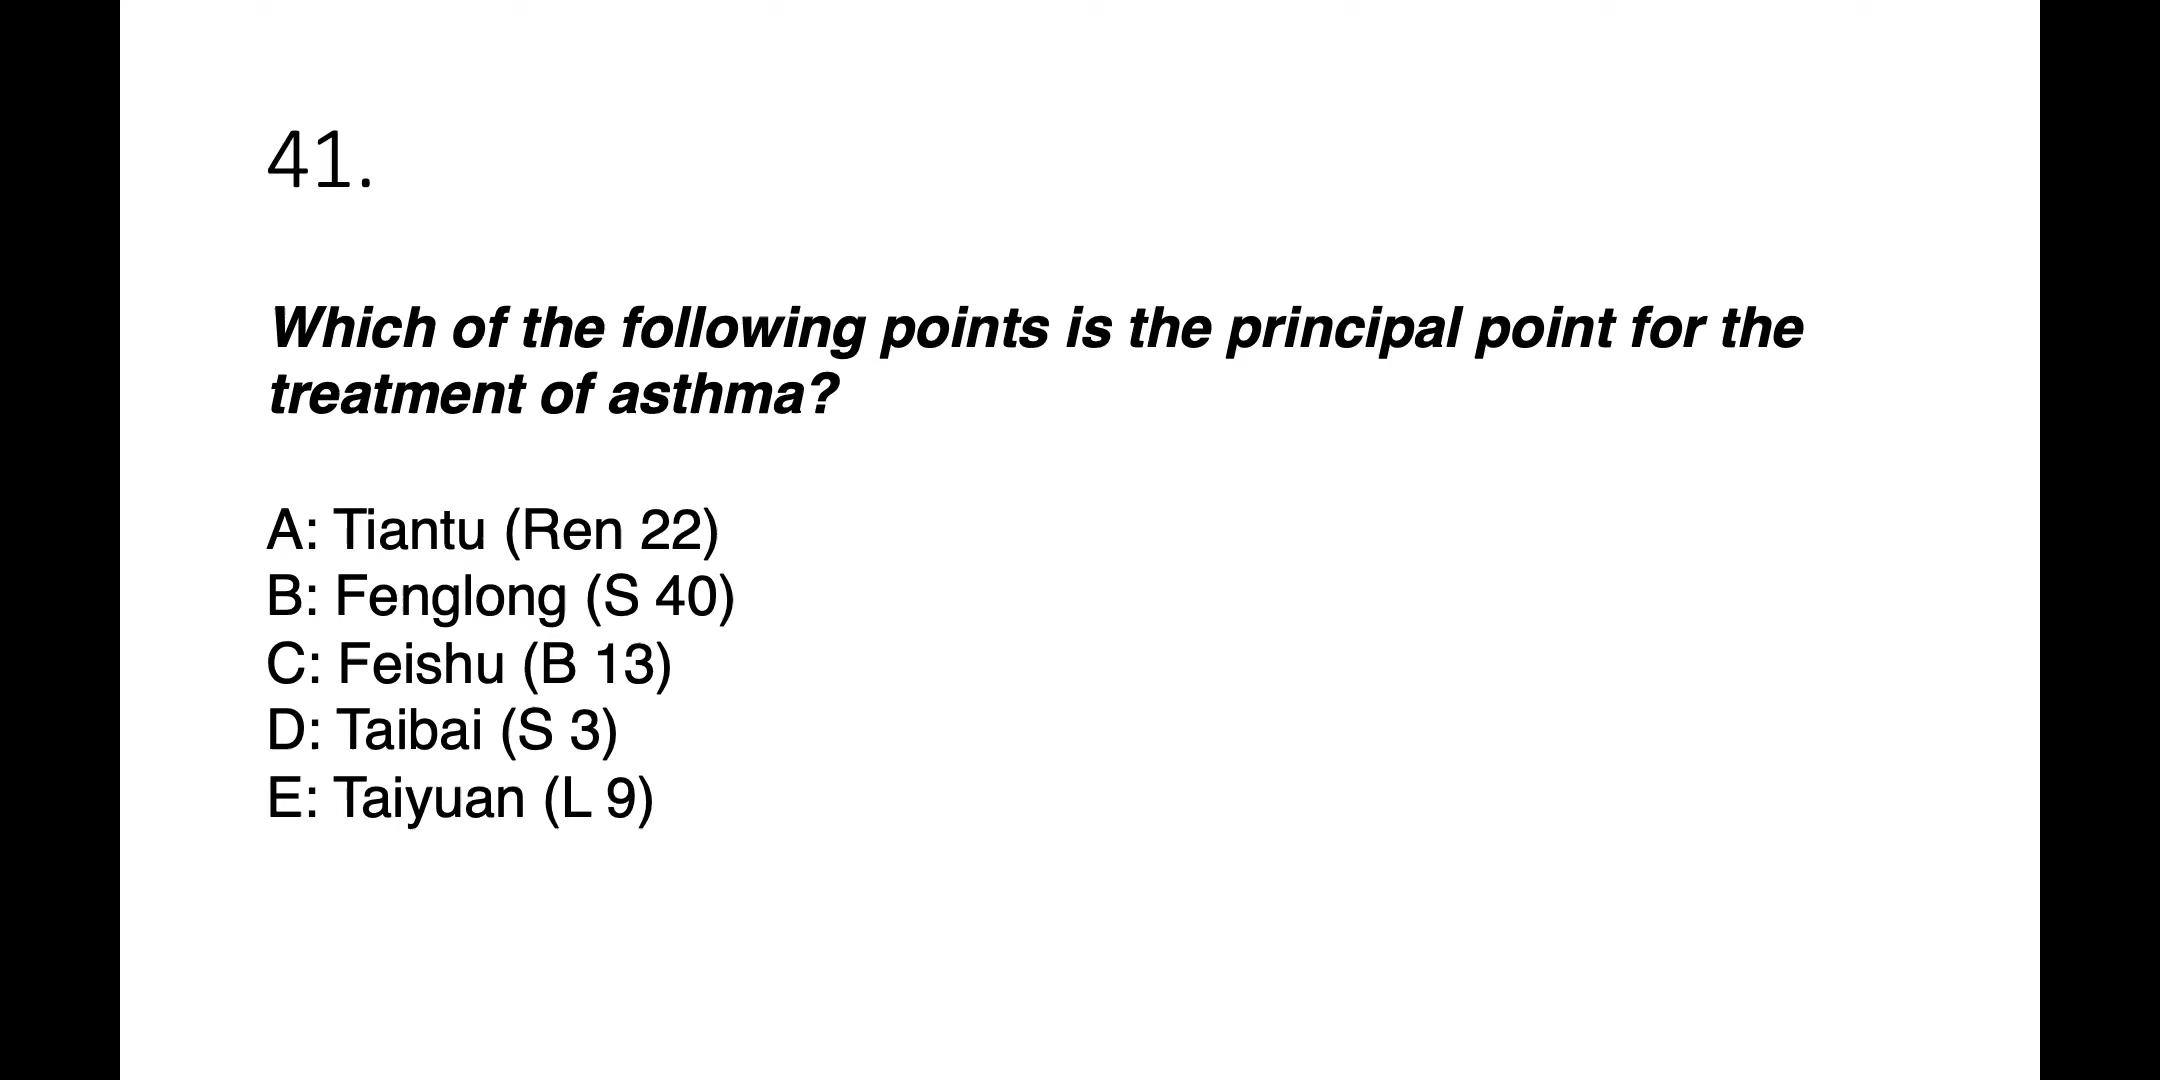 41.
Which of the following points is the principal point for the
treatment of asthma?
A: Tiantu (Ren 22)
B: Fenglong (S 40)
C: Feishu (B 13)
D: Taibai (S 3)
E: Taiyuan (L 9)